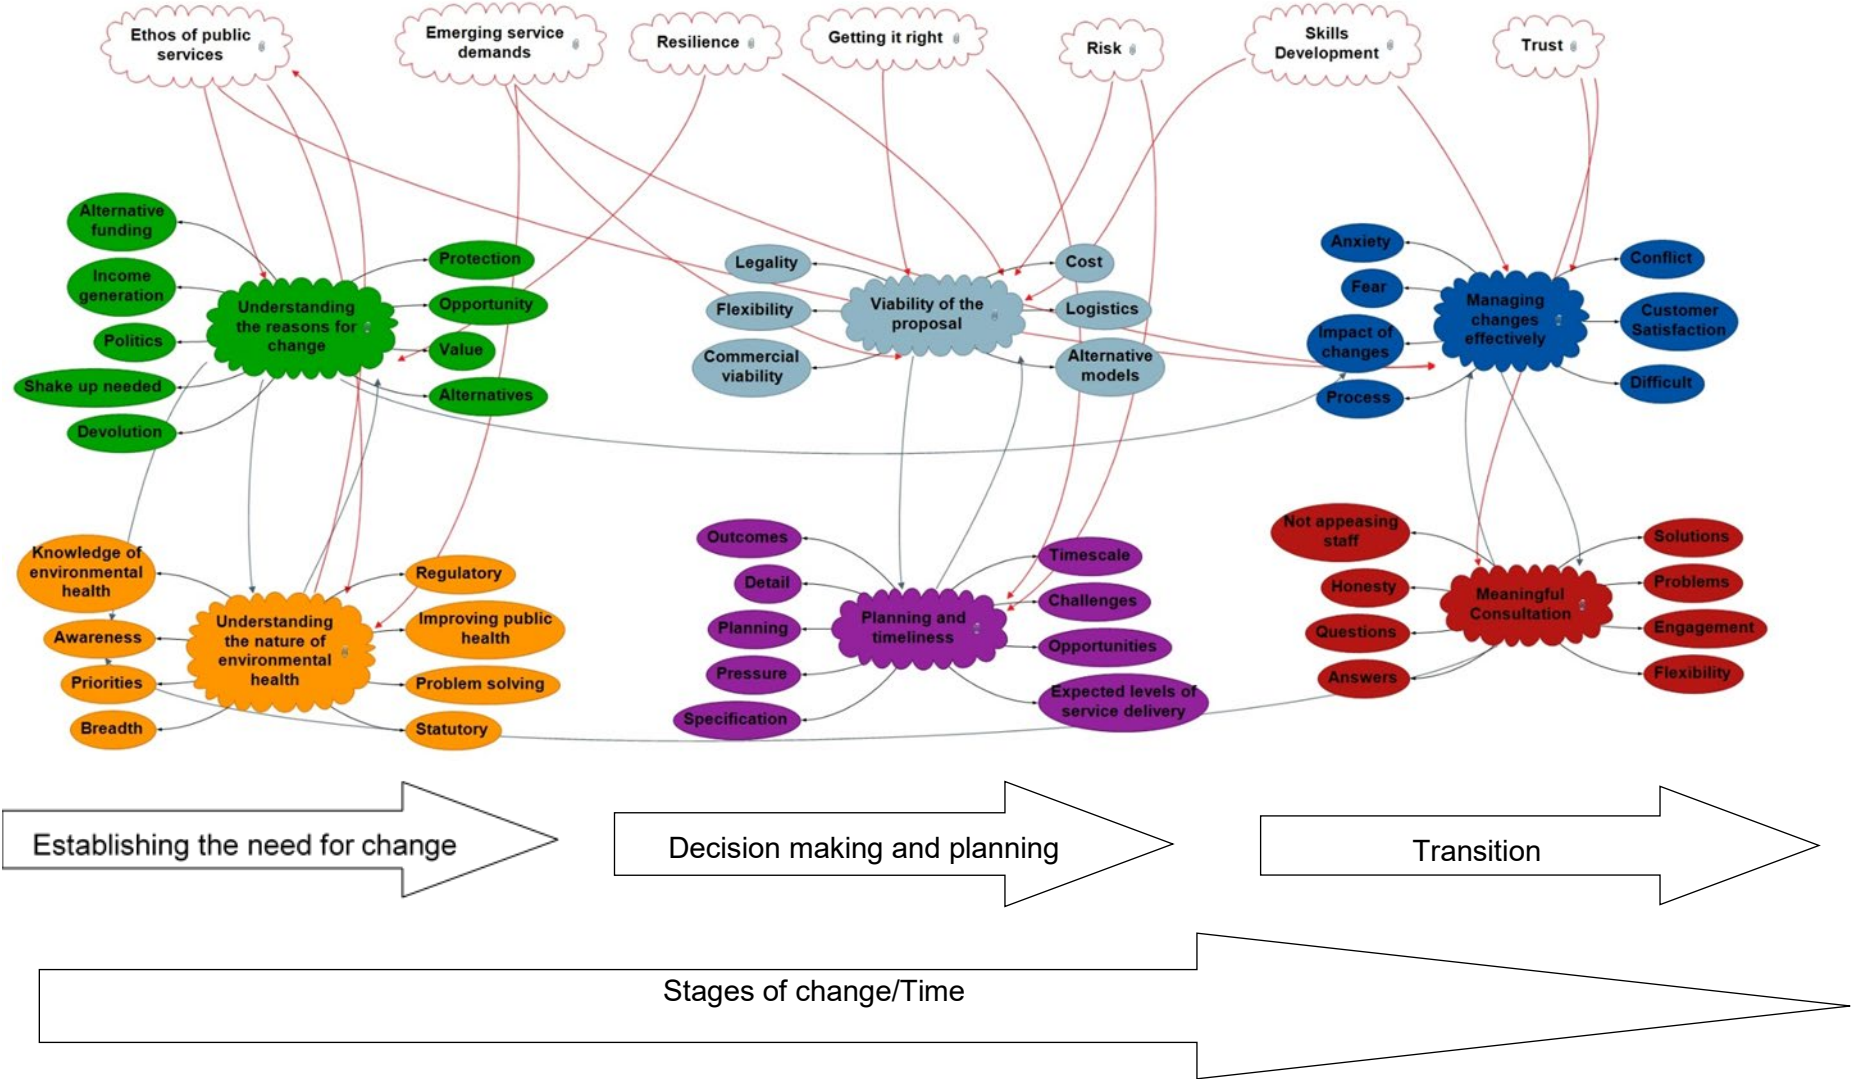 Ethos of public
services
Emerging service
demands
Resilience
Getting it right
Risk
Skills
Development
Trust
Alternative
funding
Income
generation
Politics
Shake up needed
Devolution
Understanding
the reasons for
change
Protection
Opportunity
Value
Alternatives
Legality
Flexibility
Commercial
viability
Viability of the
proposal
Cost
Logistics
Alternative
models
Anxiety
Fear
Impact of
changes
Process
Managing
changes
effectively
Conflict
Customer
Satisfaction
Difficult
Knowledge of
environmental
health
Awareness
Priorities
Breadth
Understanding
the nature of
environmental
health
Regulatory
Improving public
health
Problem solving
Statutory
Outcomes
Detail
Planning
Pressure
Specification
Planning and
timeliness
Timescale
Challenges
Opportunities
Expected levels of
service delivery
Not appeasing
staff
Honesty
Questions
Answers
Meaningful
Consultation
Solutions
Problems
Engagement
Flexibility
Establishing the need for change
Decision making and planning
Transition
Stages of change/Time